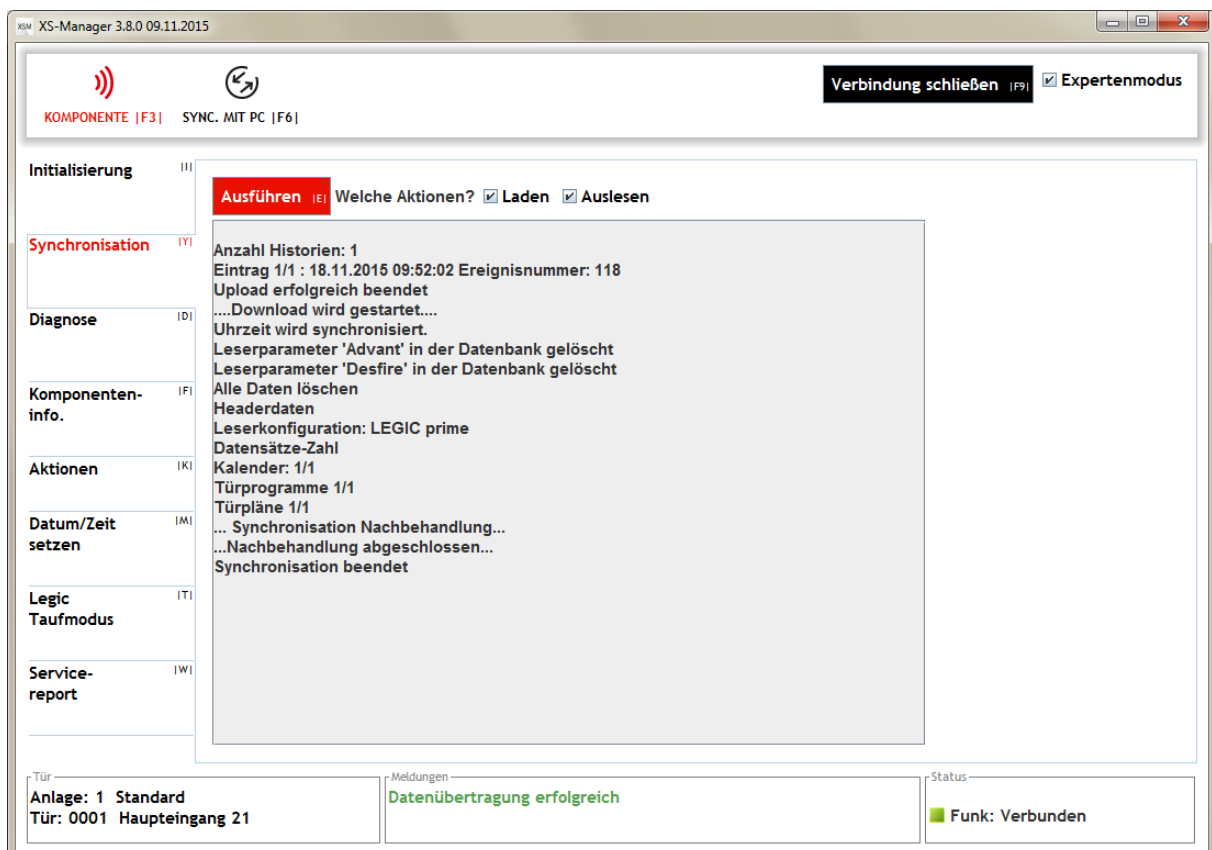 XSM XS-Manager 3.8.0 09.11.2015
KOMPONENTE |F3| SYNC. MIT PC |F6|
Verbindung schließen |F9| Expertenmodus
Initialisierung |I|
Synchronisation |Y|
Diagnose |D|
Komponenten- |F|
info.
Aktionen |K|
Datum/Zeit |M|
setzen
Legic |T|
Taufmodus
Service- |W|
report
Ausführen |E| Welche Aktionen? Laden Auslesen
Anzahl Historien: 1
Eintrag 1/1 : 18.11.2015 09:52:02 Ereignisnummer: 118
Upload erfolgreich beendet
....Download wird gestartet....
Uhrzeit wird synchronisiert.
Leserparameter 'Advant' in der Datenbank gelöscht
Leserparameter 'Desfire' in der Datenbank gelöscht
Alle Daten löschen
Headerdaten
Leserkonfiguration: LEGIC prime
Datensätze-Zahl
Kalender: 1/1
Türprogramme 1/1
Türpläne 1/1
... Synchronisation Nachbehandlung...
...Nachbehandlung abgeschlossen...
Synchronisation beendet
Tür
Anlage: 1 Standard
Tür: 0001 Haupteingang 21
Meldungen
Datenübertragung erfolgreich
Status
Funk: Verbunden